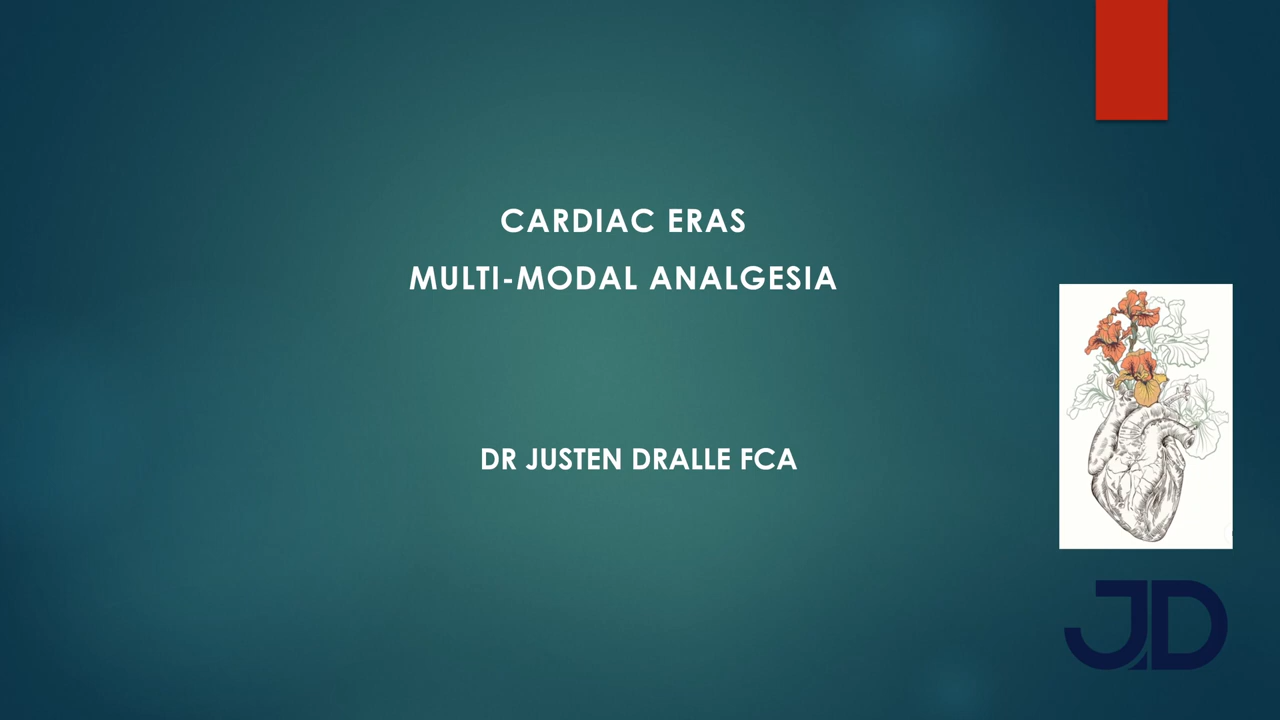 CARDIAC ERAS
MULTI-MODAL ANALGESIA
DR JUSTEN DRALLE FCA
JD